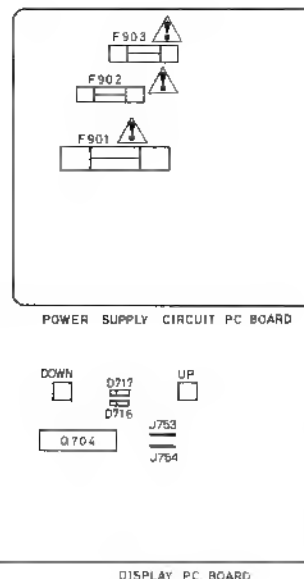 F903
F902
F901
POWER SUPPLY CIRCUIT PC BOARD
DOWN
UP
D717
D716
Q704
J753
J754
DISPLAY PC BOARD